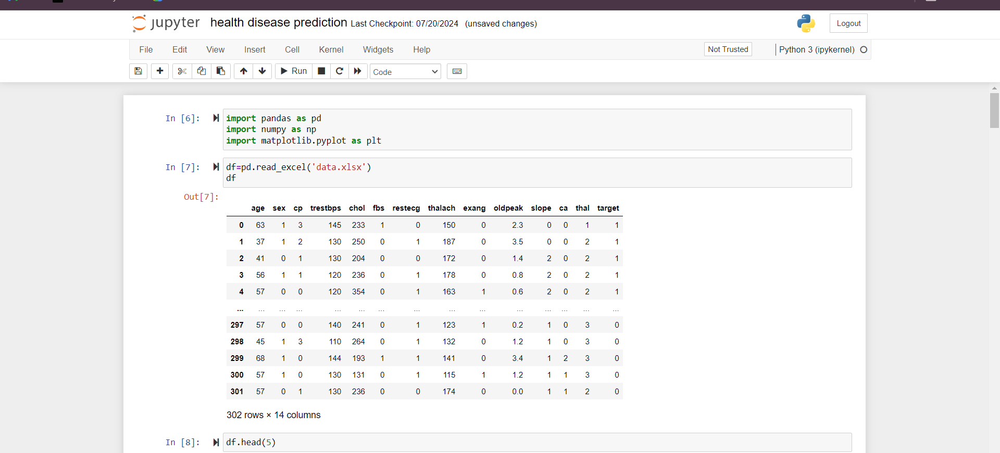 jupyter health disease prediction Last Checkpoint: 07/20/2024 (unsaved changes) Logout
File Edit View Insert Cell Kernel Widgets Help Not Trusted Python 3 (ipykernel)
Run Code
In [6]: import pandas as pd
import numpy as np
import matplotlib.pyplot as plt
In [7]: df=pd.read_excel('data.xlsx')
df
Out[7]:
age sex cp trestbps chol fbs restecg thalach exang oldpeak slope ca thal target
0 63 1 3 145 233 1 0 150 0 2.3 0 0 1 1
1 37 1 2 130 250 0 1 187 0 3.5 0 0 2 1
2 41 0 1 130 204 0 0 172 0 1.4 2 0 2 1
3 56 1 1 120 236 0 1 178 0 0.8 2 0 2 1
4 57 0 0 120 354 0 1 163 1 0.6 2 0 2 1
... ... ... ... ... ... ... ... ... ... ... ... ... ... ...
297 57 0 0 140 241 0 1 123 1 0.2 1 0 3 0
298 45 1 3 110 264 0 1 132 0 1.2 1 0 3 0
299 68 1 0 144 193 1 1 141 0 3.4 1 2 3 0
300 57 1 0 130 131 0 1 115 1 1.2 1 1 3 0
301 57 0 1 130 236 0 0 174 0 0.0 1 1 2 0
302 rows × 14 columns
In [8]: df.head(5)